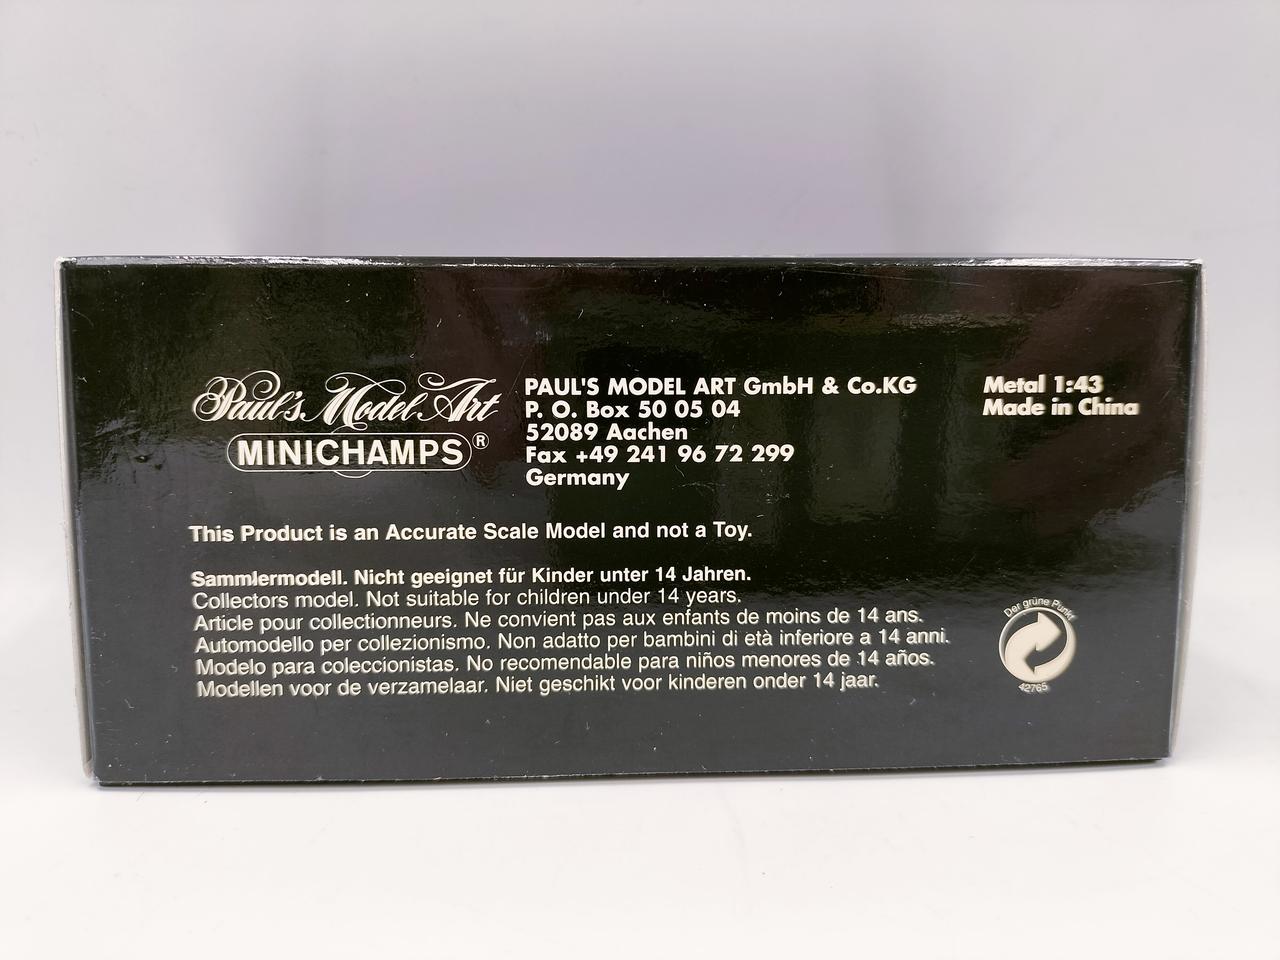 Paul's Model Art
MINICHAMPS®
PAUL'S MODEL ART GmbH & Co.KG
P. O. Box 50 05 04
52089 Aachen
Fax +49 241 96 72 299
Germany
Metal 1:43
Made in China
This Product is an Accurate Scale Model and not a Toy.
Sammlermodell. Nicht geeignet für Kinder unter 14 Jahren.
Collectors model. Not suitable for children under 14 years.
Article pour collectionneurs. Ne convient pas aux enfants de moins de 14 ans.
Automodello per collezionismo. Non adatto per bambini di età inferiore a 14 anni.
Modelo para coleccionistas. No recomendable para niños menores de 14 años.
Modellen voor de verzamelaar. Niet geschikt voor kinderen onder 14 jaar.
Der grüne Punkt
42765